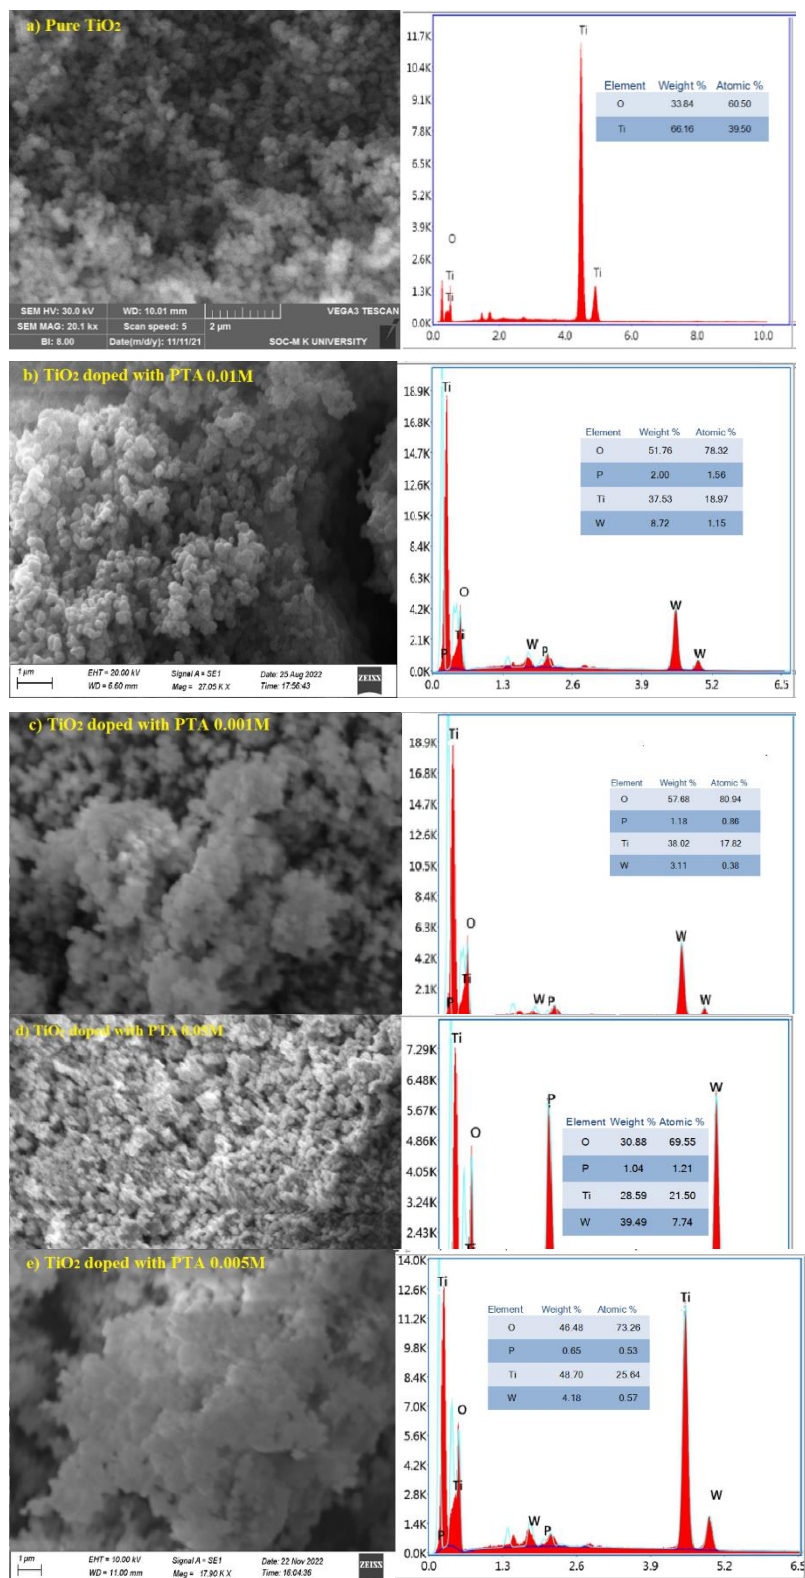 a) Pure TiO₂
SEM HV: 30.0 kV WD: 10.01 mm VEGA3 TESCAN
SEM MAG: 20.1 kx Scan speed: 5 2 µm
BI: 8.00 Date(m/d/y): 11/11/21 SOC-M K UNIVERSITY
11.7K
10.4K
9.1K
7.8K
6.5K
5.2K
3.9K
2.6K
1.3K
0.0K
0.0 2.0 4.0 6.0 8.0 10.0
Ti
O
Ti
Ti
Ti
Element Weight % Atomic %
O 33.84 60.50
Ti 66.16 39.50
b) TiO₂ doped with PTA 0.01M
1 µm EHT = 20.00 kV Signal A = SE1 Date: 25 Aug 2022 ZEISS
WD = 6.60 mm Mag = 27.05 K X Time: 17:56:43
18.9K
16.8K
14.7K
12.6K
10.5K
8.4K
6.3K
4.2K
2.1K
0.0K
0.0 1.3 2.6 3.9 5.2 6.5
Ti
O
Ti
P
W
P
W
W
Element Weight % Atomic %
O 51.76 78.32
P 2.00 1.56
Ti 37.53 18.97
W 8.72 1.15
c) TiO₂ doped with PTA 0.001M
18.9K
16.8K
14.7K
12.6K
10.5K
8.4K
6.3K
4.2K
2.1K
Ti
O
Ti
P
W P
W
W
Element Weight % Atomic %
O 57.68 80.94
P 1.18 0.86
Ti 38.02 17.82
W 3.11 0.38
d) TiO₂ doped with PTA 0.05M
7.29K
6.48K
5.67K
4.86K
4.05K
3.24K
2.43K
Ti
O
Ti
P
W
Element Weight % Atomic %
O 30.88 69.55
P 1.04 1.21
Ti 28.59 21.50
W 39.49 7.74
e) TiO₂ doped with PTA 0.005M
1 µm EHT = 10.00 kV Signal A = SE1 Date: 22 Nov 2022 ZEISS
WD = 11.00 mm Mag = 17.90 K X Time: 16:04:36
14.0K
12.6K
11.2K
9.8K
8.4K
7.0K
5.6K
4.2K
2.8K
1.4K
0.0K
0.0 1.3 2.6 3.9 5.2 6.5
Ti
O
Ti
P
W
P
Ti
W
Element Weight % Atomic %
O 46.48 73.26
P 0.65 0.53
Ti 48.70 25.64
W 4.18 0.57